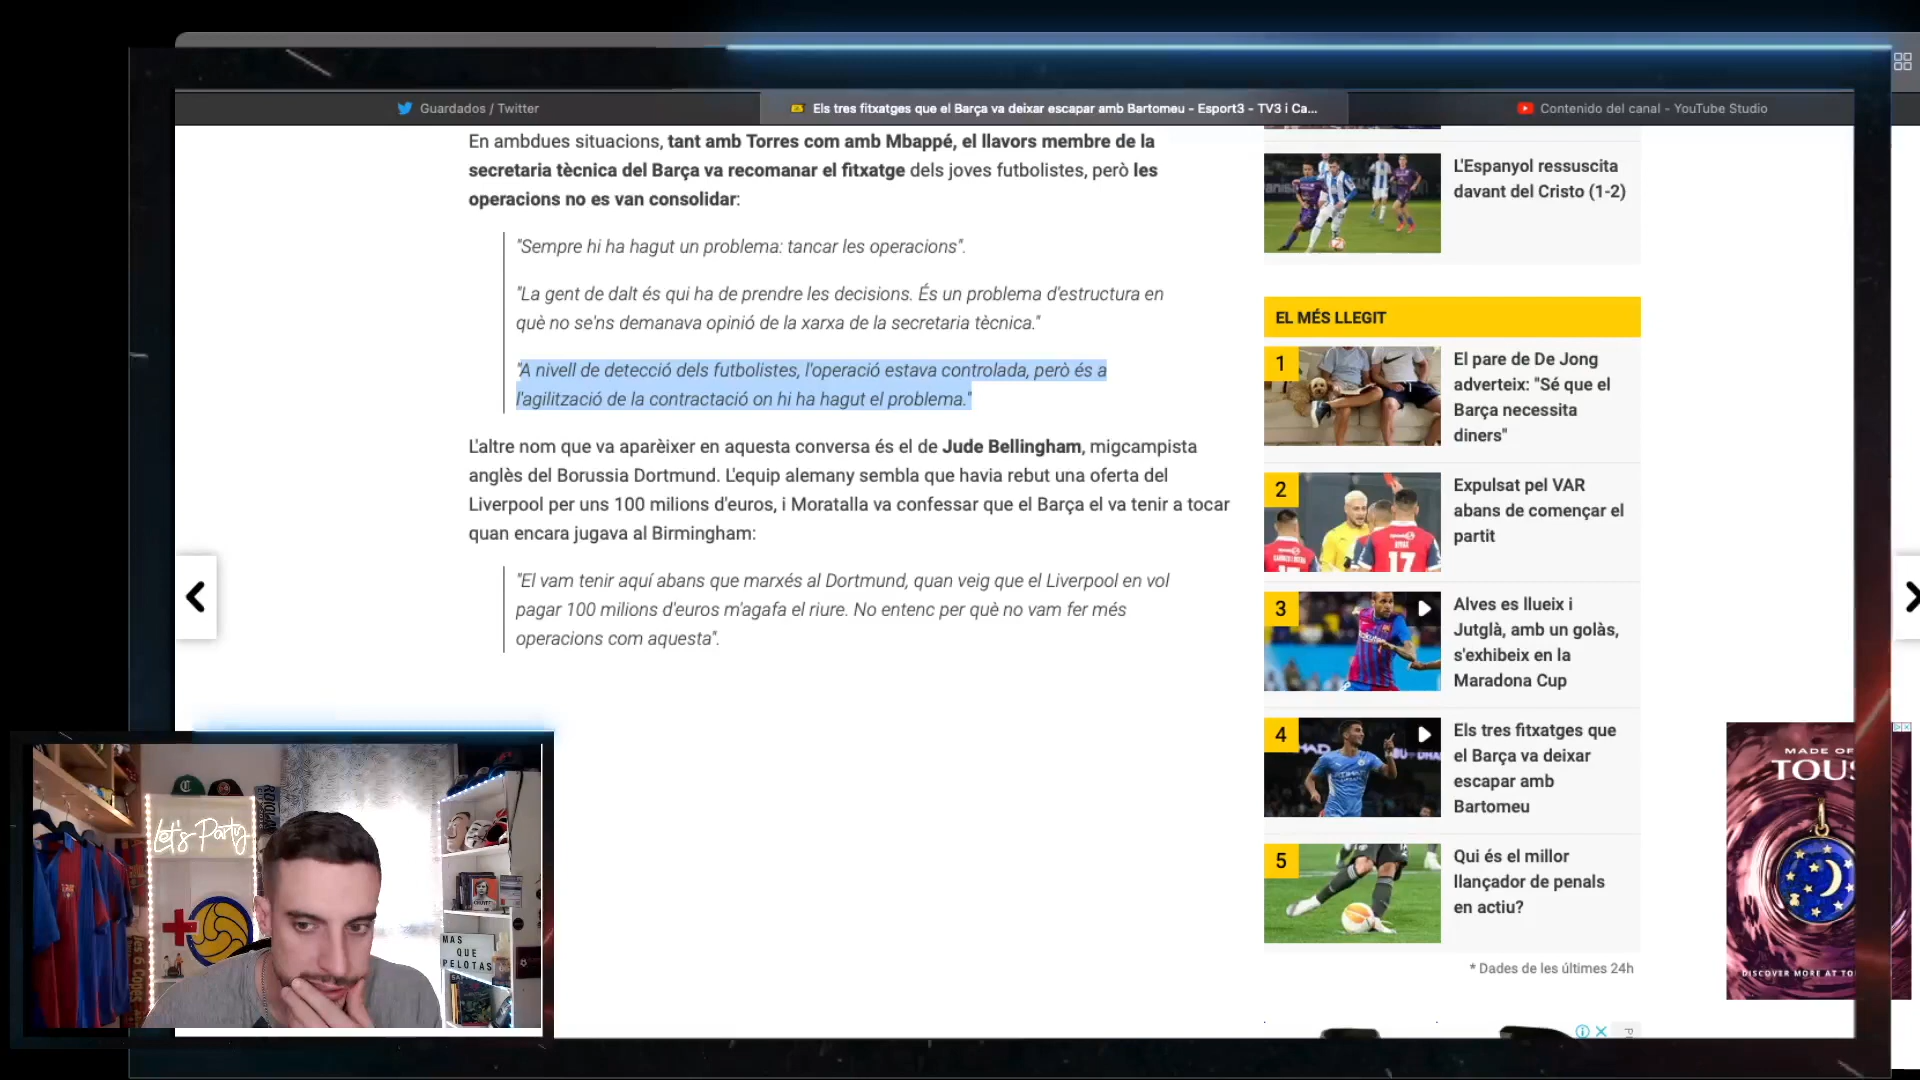 Guardados / Twitter
Els tres fitxatges que el Barça va deixar escapar amb Bartomeu - Esport3 - TV3 i Ca...
Contenido del canal - YouTube Studio
En ambdues situacions, tant amb Torres com amb Mbappé, el llavors membre de la
secretaria tècnica del Barça va recomanar el fitxatge dels joves futbolistes, però les
operacions no es van consolidar:
"Sempre hi ha hagut un problema: tancar les operacions".
"La gent de dalt és qui ha de prendre les decisions. És un problema d'estructura en
què no se'ns demanava opinió de la xarxa de la secretaria tècnica."
"A nivell de detecció dels futbolistes, l'operació estava controlada, però és a
l'agilització de la contractació on hi ha hagut el problema."
L'altre nom que va aparèixer en aquesta conversa és el de Jude Bellingham, migcampista
anglès del Borussia Dortmund. L'equip alemany sembla que havia rebut una oferta del
Liverpool per uns 100 milions d'euros, i Moratalla va confessar que el Barça el va tenir a tocar
quan encara jugava al Birmingham:
"El vam tenir aquí abans que marxés al Dortmund, quan veig que el Liverpool en vol
pagar 100 milions d'euros m'agafa el riure. No entenc per què no vam fer més
operacions com aquesta".
L'Espanyol ressuscita
davant del Cristo (1-2)
EL MÉS LLEGIT
1
El pare de De Jong
adverteix: "Sé que el
Barça necessita
diners"
2
Expulsat pel VAR
abans de començar el
partit
17
3
Alves es llueix i
Jutglà, amb un golàs,
s'exhibeix en la
Maradona Cup
4
Els tres fitxatges que
el Barça va deixar
escapar amb
Bartomeu
5
Qui és el millor
llançador de penals
en actiu?
* Dades de les últimes 24h
MADE OF
TOUS
DISCOVER MORE AT TO
let's Party
MAS
QUE
PELOTAS